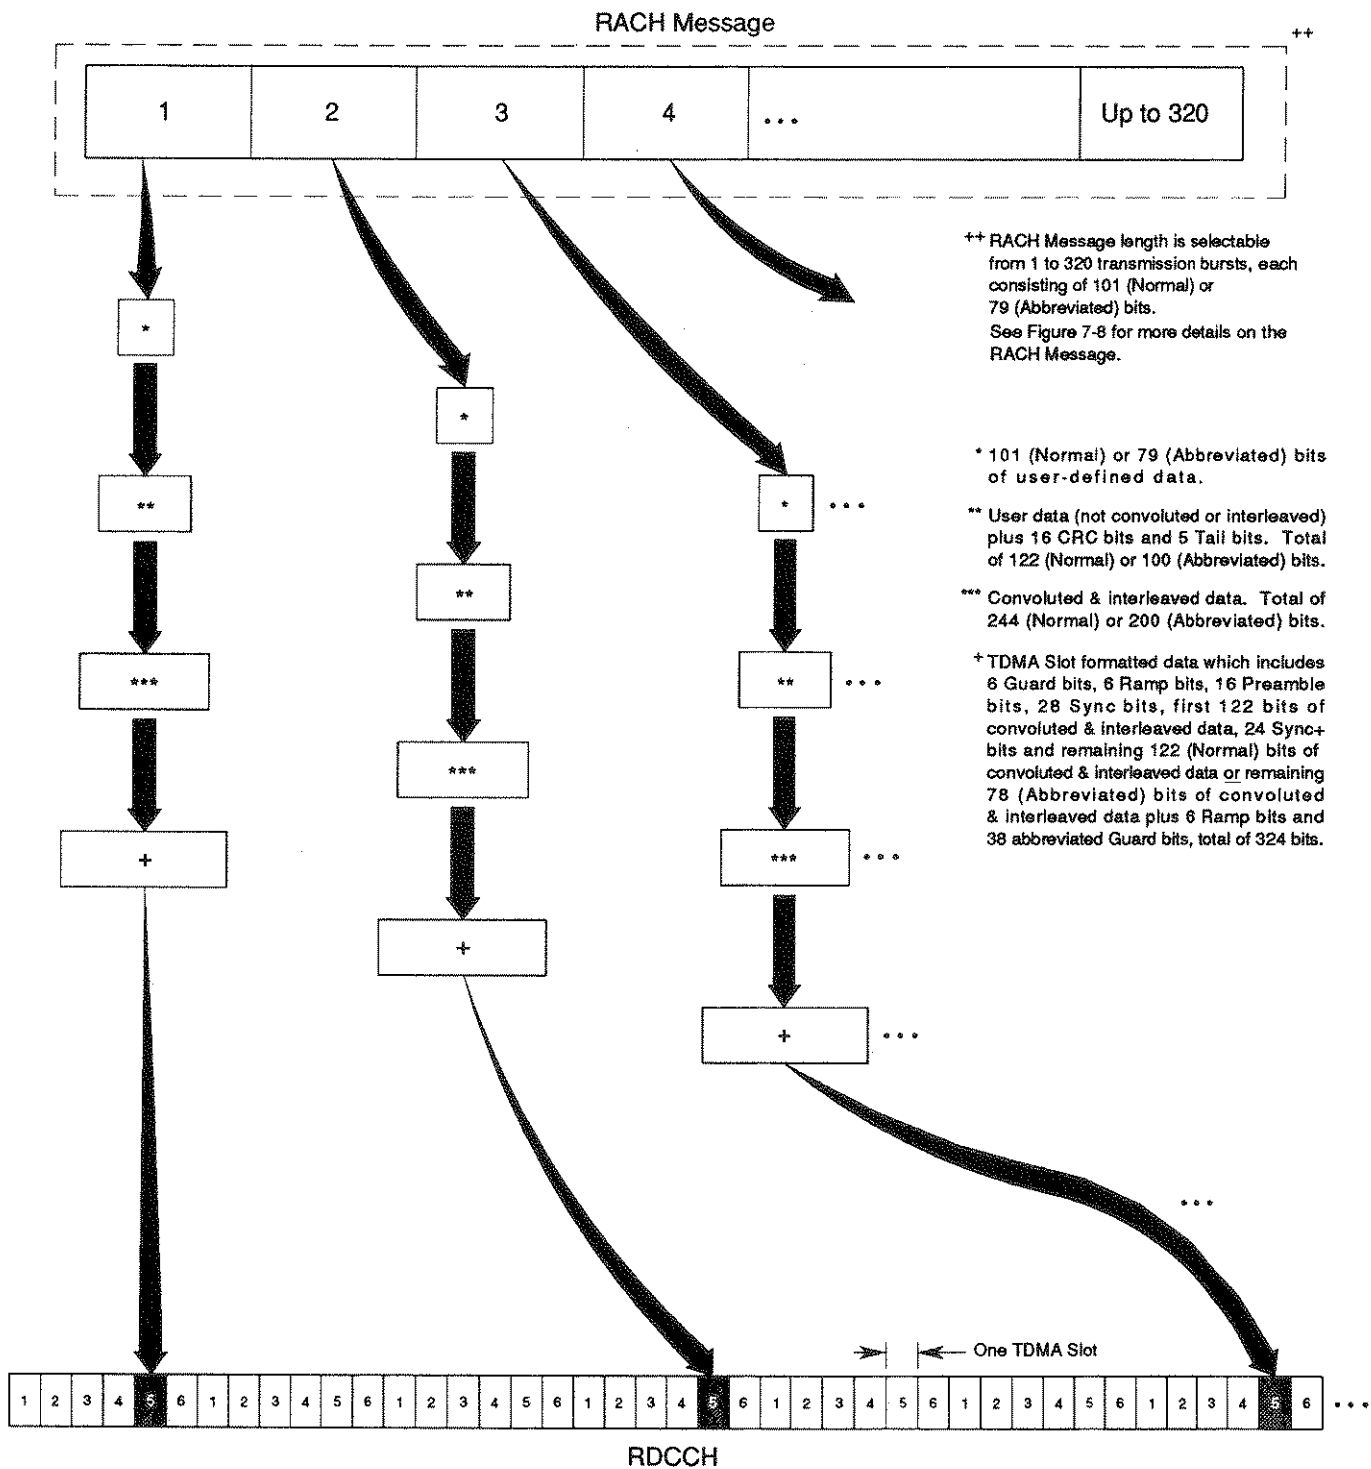 RACH Message
++
1 2 3 4 • • • Up to 320
++ RACH Message length is selectable
from 1 to 320 transmission bursts, each
consisting of 101 (Normal) or
79 (Abbreviated) bits.
See Figure 7-8 for more details on the
RACH Message.
*
*
* 101 (Normal) or 79 (Abbreviated) bits
of user-defined data.
**
* • • •
** User data (not convoluted or interleaved)
plus 16 CRC bits and 5 Tail bits. Total
of 122 (Normal) or 100 (Abbreviated) bits.
**
*** Convoluted & interleaved data. Total of
244 (Normal) or 200 (Abbreviated) bits.
***
** • • •
+ TDMA Slot formatted data which includes
6 Guard bits, 6 Ramp bits, 16 Preamble
bits, 28 Sync bits, first 122 bits of
convoluted & interleaved data, 24 Sync+
bits and remaining 122 (Normal) bits of
convoluted & interleaved data or remaining
78 (Abbreviated) bits of convoluted
& interleaved data plus 6 Ramp bits and
38 abbreviated Guard bits, total of 324 bits.
***
+
*** • • •
+
+ • • •
• • •
One TDMA Slot
1 2 3 4 5 6 1 2 3 4 5 6 1 2 3 4 5 6 1 2 3 4 5 6 1 2 3 4 5 6 1 2 3 4 5 6 1 2 3 4 5 6 • • •
RDCCH